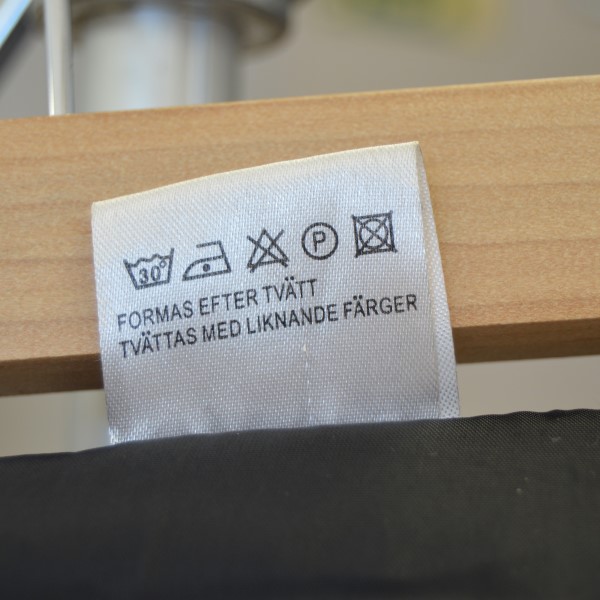 30° P
FORMAS EFTER TVÄTT
TVÄTTAS MED LIKNANDE FÄRGER